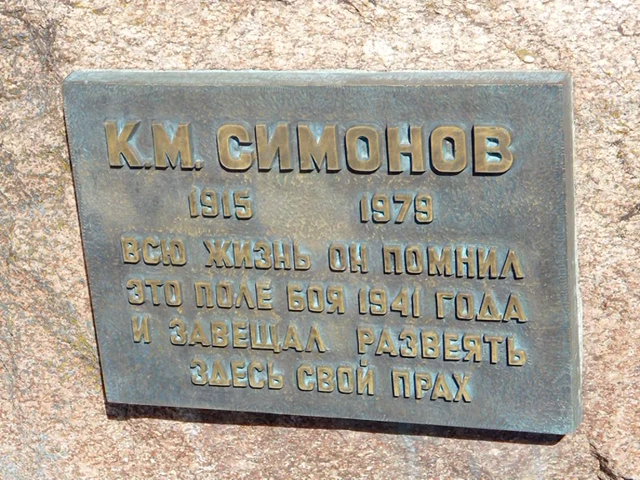 К.М. СИМОНОВ
1915 1979
ВСЮ ЖИЗНЬ ОН ПОМНИЛ
ЭТО ПОЛЕ БОЯ 1941 ГОДА
И ЗАВЕЩАЛ РАЗВЕЯТЬ
ЗДЕСЬ СВОЙ ПРАХ